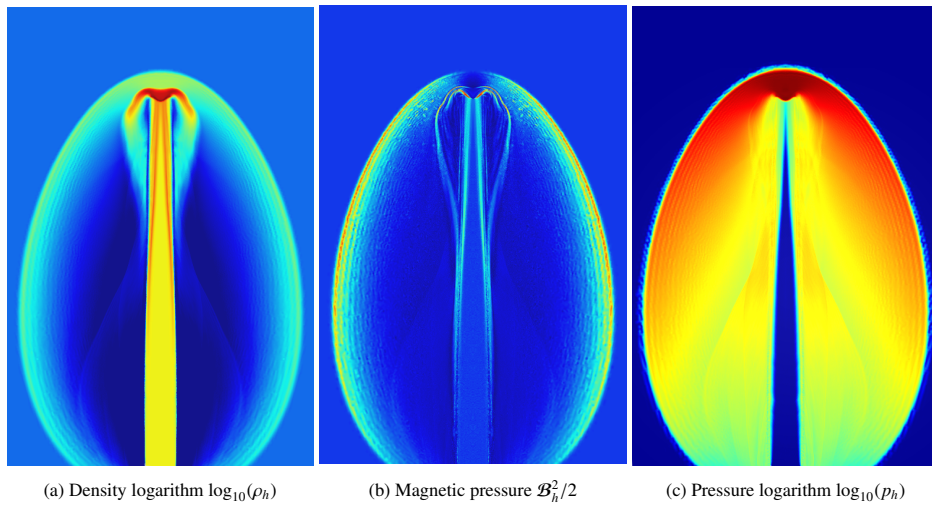 (a) Density logarithm log₁₀(ρₕ)
(b) Magnetic pressure 𝓑ₕ²/2
(c) Pressure logarithm log₁₀(pₕ)